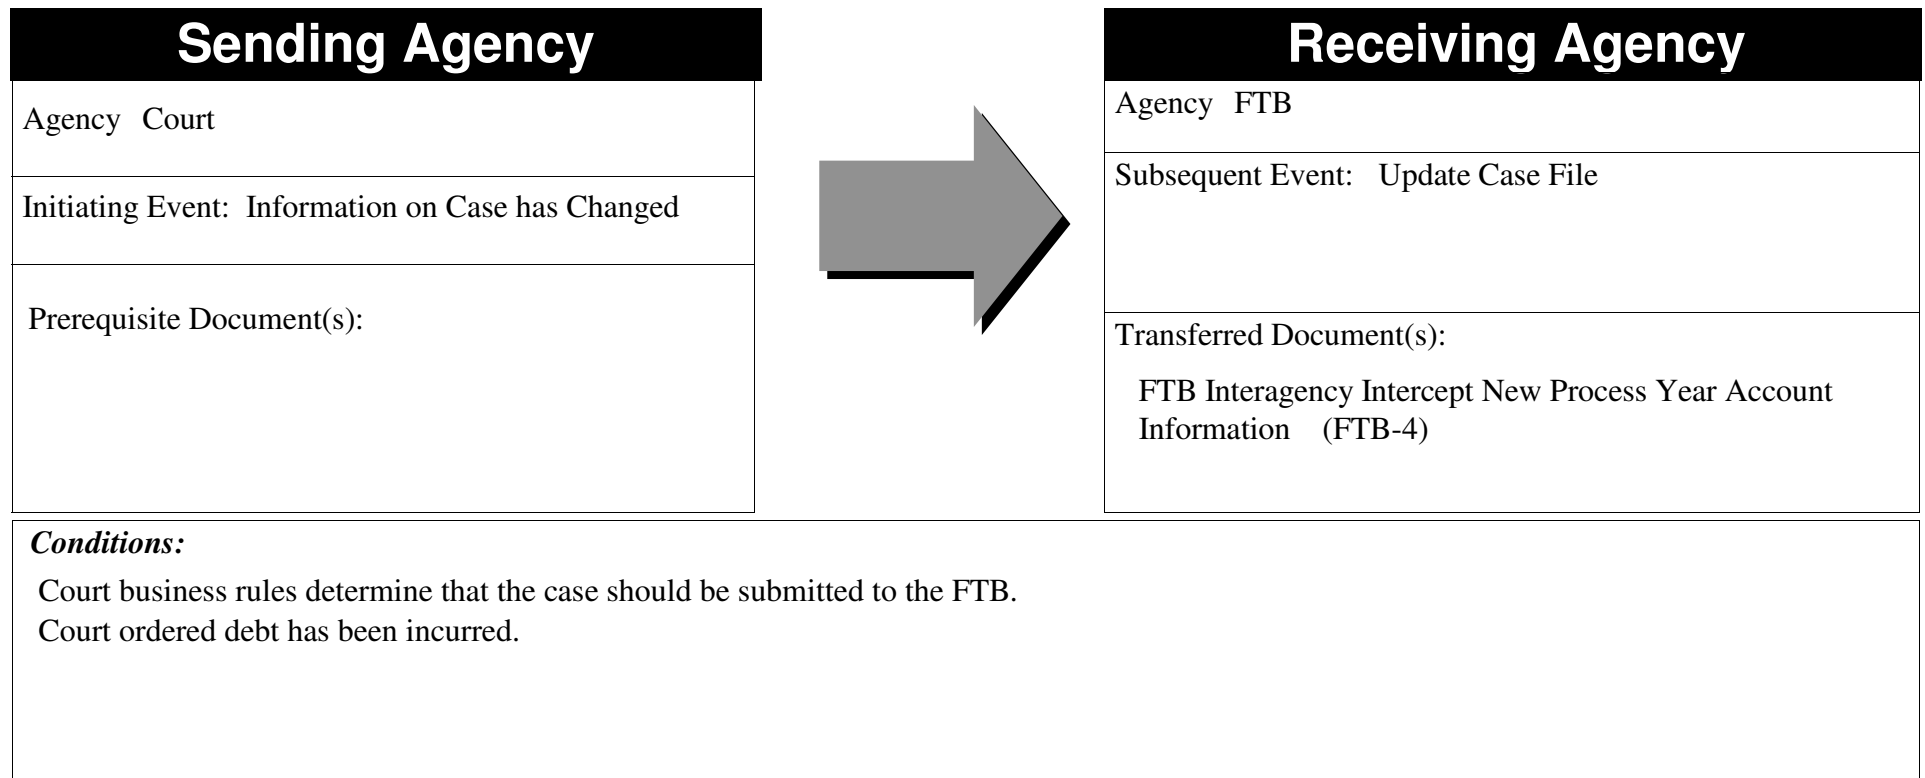 Sending Agency
Agency Court
Initiating Event: Information on Case has Changed
Prerequisite Document(s):
Receiving Agency
Agency FTB
Subsequent Event: Update Case File
Transferred Document(s):
FTB Interagency Intercept New Process Year Account
Information (FTB-4)
Conditions:
Court business rules determine that the case should be submitted to the FTB.
Court ordered debt has been incurred.